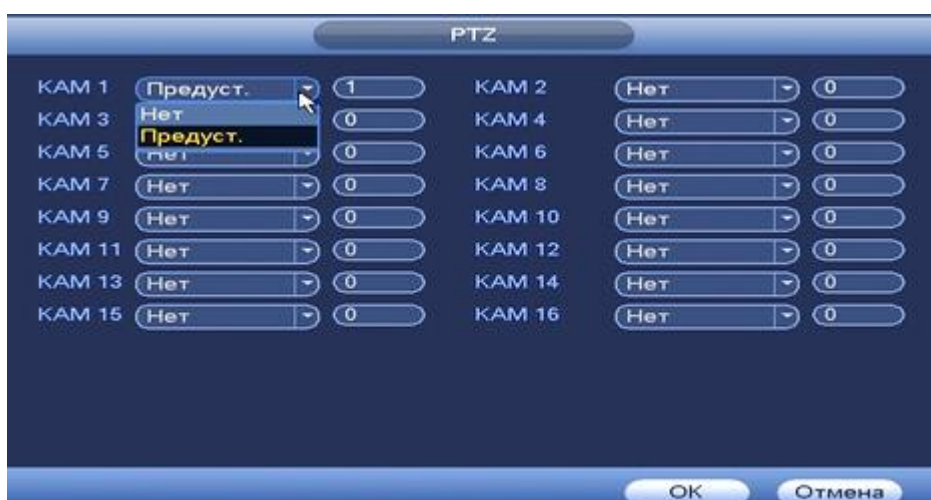 PTZ
КАМ 1 Предуст. 1 КАМ 2 Нет 0
Нет
Предуст.
КАМ 3 0 КАМ 4 Нет 0
КАМ 5 Нет 0 КАМ 6 Нет 0
КАМ 7 Нет 0 КАМ 8 Нет 0
КАМ 9 Нет 0 КАМ 10 Нет 0
КАМ 11 Нет 0 КАМ 12 Нет 0
КАМ 13 Нет 0 КАМ 14 Нет 0
КАМ 15 Нет 0 КАМ 16 Нет 0
ОК Отмена